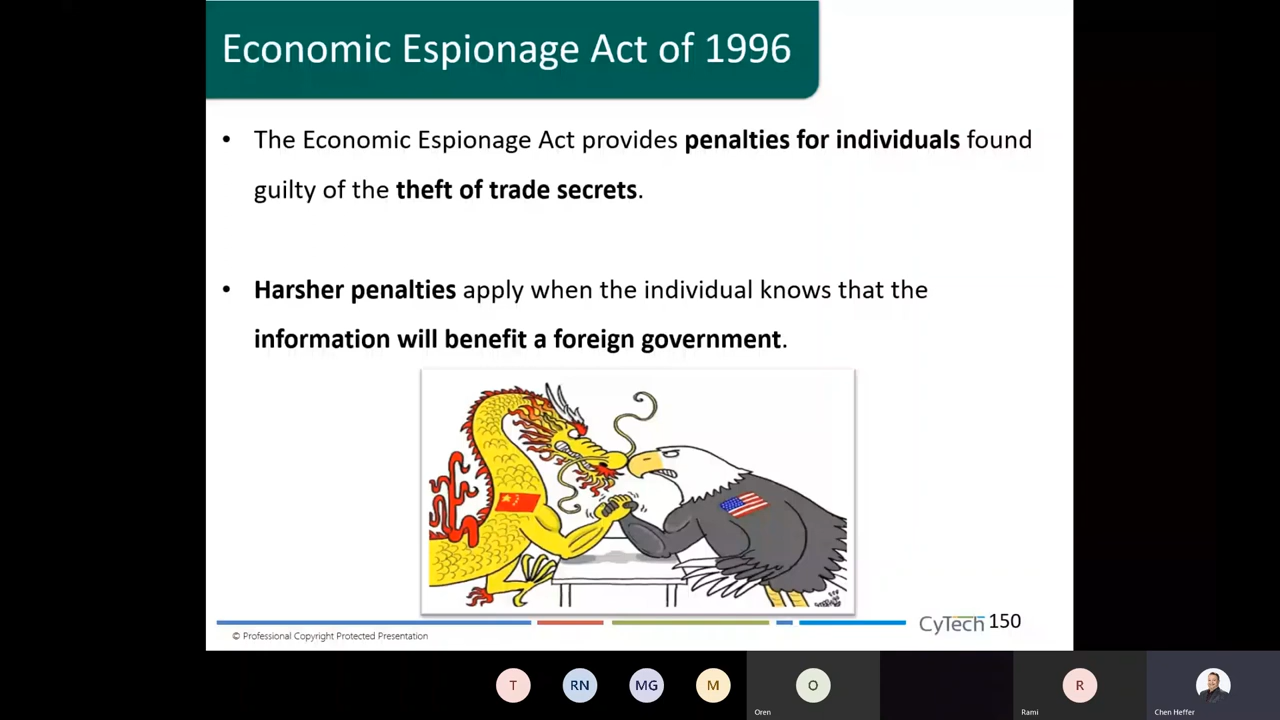 Economic Espionage Act of 1996
• The Economic Espionage Act provides penalties for individuals found
guilty of the theft of trade secrets.
• Harsher penalties apply when the individual knows that the
information will benefit a foreign government.
CyTech 150
© Professional Copyright Protected Presentation
T RN MG M O R
Oren Rami Chen Heffer